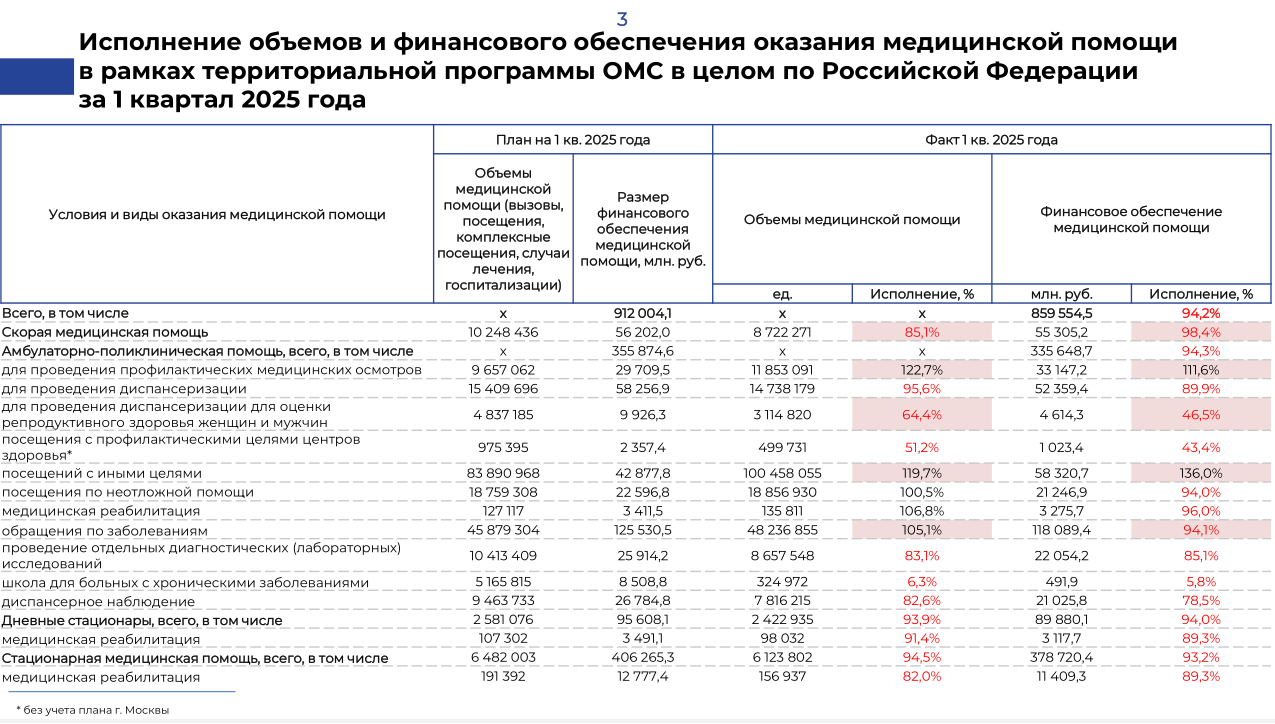 3
Исполнение объемов и финансового обеспечения оказания медицинской помощи
в рамках территориальной программы ОМС в целом по Российской Федерации
за 1 квартал 2025 года
Условия и виды оказания медицинской помощи
План на 1 кв. 2025 года
Факт 1 кв. 2025 года
Объемы
медицинской
помощи (вызовы,
посещения,
комплексные
посещения, случаи
лечения,
госпитализации)
Размер
финансового
обеспечения
медицинской
помощи, млн. руб.
Объемы медицинской помощи
Финансовое обеспечение
медицинской помощи
ед. Исполнение, % млн. руб. Исполнение, %
Всего, в том числе х 912 004,1 х х 859 554,5 94,2%
Скорая медицинская помощь 10 248 436 56 202,0 8 722 271 85,1% 55 305,2 98,4%
Амбулаторно-поликлиническая помощь, всего, в том числе х 355 874,6 х х 335 648,7 94,3%
для проведения профилактических медицинских осмотров 9 657 062 29 709,5 11 853 091 122,7% 33 147,2 111,6%
для проведения диспансеризации 15 409 696 58 256,9 14 738 179 95,6% 52 359,4 89,9%
для проведения диспансеризации для оценки
репродуктивного здоровья женщин и мужчин 4 837 185 9 926,3 3 114 820 64,4% 4 614,3 46,5%
посещения с профилактическими целями центров
здоровья* 975 395 2 357,4 499 731 51,2% 1 023,4 43,4%
посещений с иными целями 83 890 968 42 877,8 100 458 055 119,7% 58 320,7 136,0%
посещения по неотложной помощи 18 759 308 22 596,8 18 856 930 100,5% 21 246,9 94,0%
медицинская реабилитация 127 117 3 411,5 135 811 106,8% 3 275,7 96,0%
обращения по заболеваниям 45 879 304 125 530,5 48 236 855 105,1% 118 089,4 94,1%
проведение отдельных диагностических (лабораторных)
исследований 10 413 409 25 914,2 8 657 548 83,1% 22 054,2 85,1%
школа для больных с хроническими заболеваниями 5 165 815 8 508,8 324 972 6,3% 491,9 5,8%
диспансерное наблюдение 9 463 733 26 784,8 7 816 215 82,6% 21 025,8 78,5%
Дневные стационары, всего, в том числе 2 581 076 95 608,1 2 422 935 93,9% 89 880,1 94,0%
медицинская реабилитация 107 302 3 491,1 98 032 91,4% 3 117,7 89,3%
Стационарная медицинская помощь, всего, в том числе 6 482 003 406 265,3 6 123 802 94,5% 378 720,4 93,2%
медицинская реабилитация 191 392 12 777,4 156 937 82,0% 11 409,3 89,3%
* без учета плана г. Москвы